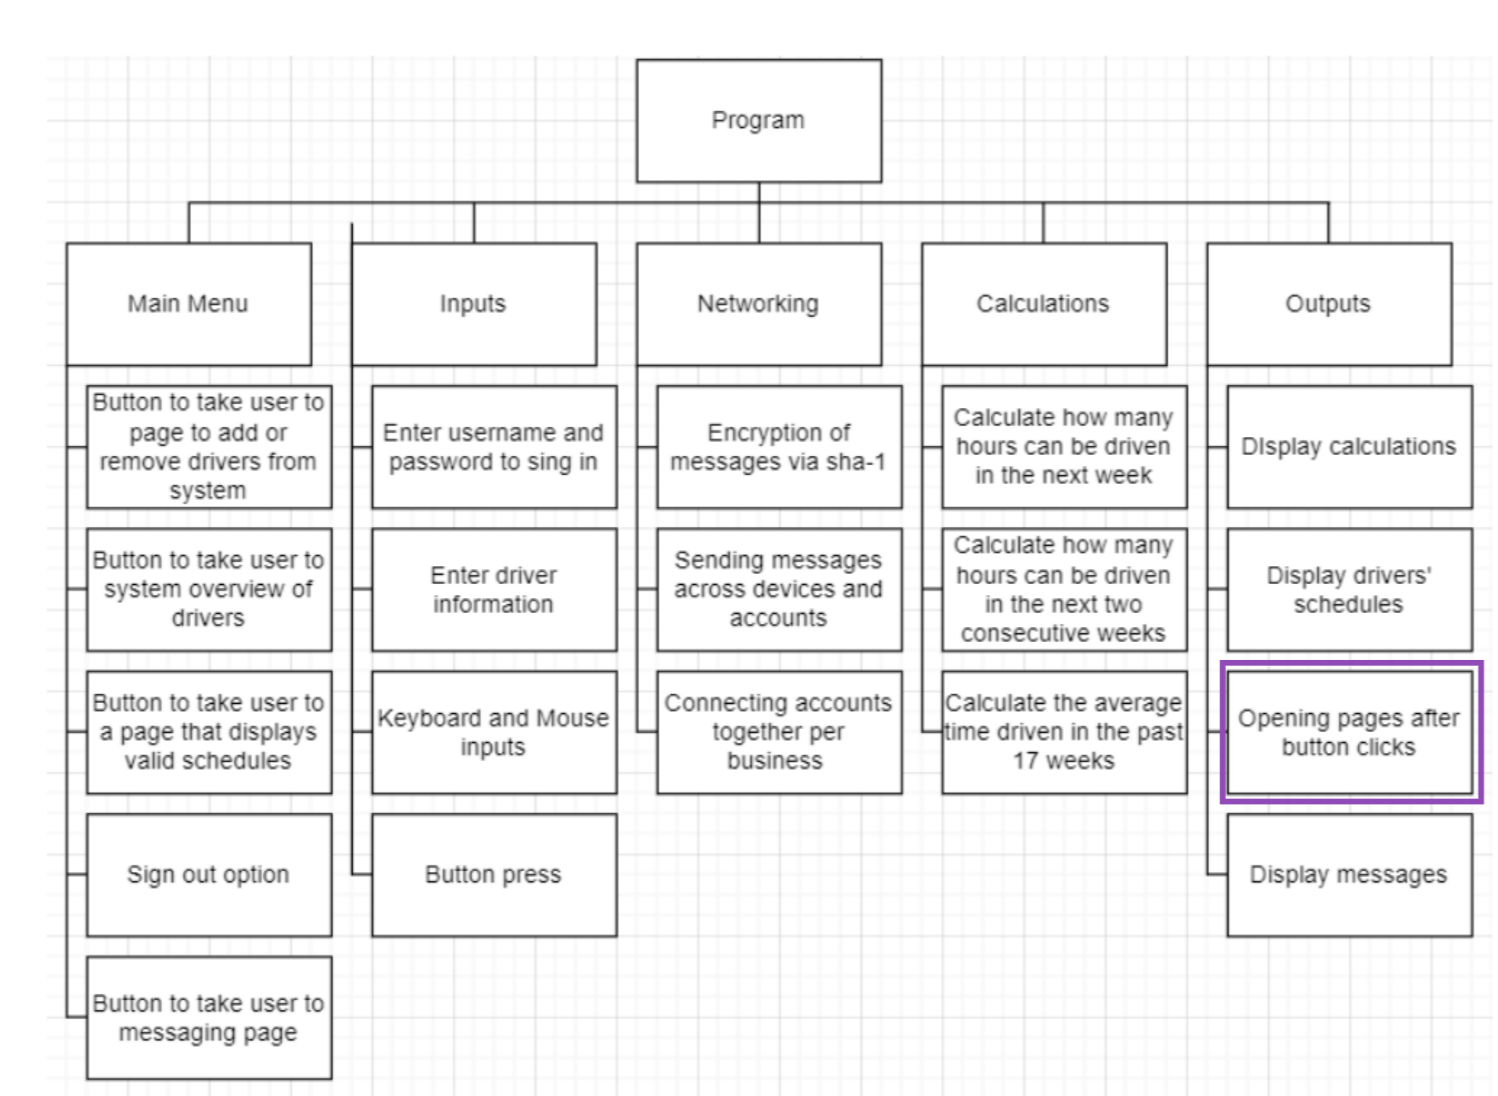 Program
Main Menu
Inputs
Networking
Calculations
Outputs
Button to take user to
page to add or
remove drivers from
system
Button to take user to
system overview of
drivers
Button to take user to
a page that displays
valid schedules
Sign out option
Button to take user to
messaging page
Enter username and
password to sing in
Enter driver
information
Keyboard and Mouse
inputs
Button press
Encryption of
messages via sha-1
Sending messages
across devices and
accounts
Connecting accounts
together per
business
Calculate how many
hours can be driven
in the next week
Calculate how many
hours can be driven
in the next two
consecutive weeks
Calculate the average
time driven in the past
17 weeks
DIsplay calculations
Display drivers'
schedules
Opening pages after
button clicks
Display messages